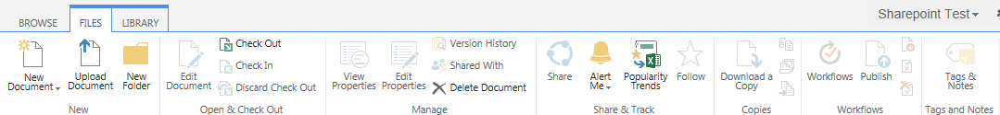 Sharepoint Test
BROWSE FILES LIBRARY
New Document
Upload Document
New Folder
New
Edit Document
Check Out
Check In
Discard Check Out
Open & Check Out
View Properties
Edit Properties
Version History
Shared With
Delete Document
Manage
Share
Alert Me
Popularity Trends
Follow
Share & Track
Download a Copy
Copies
Workflows
Publish
Workflows
Tags & Notes
Tags and Notes